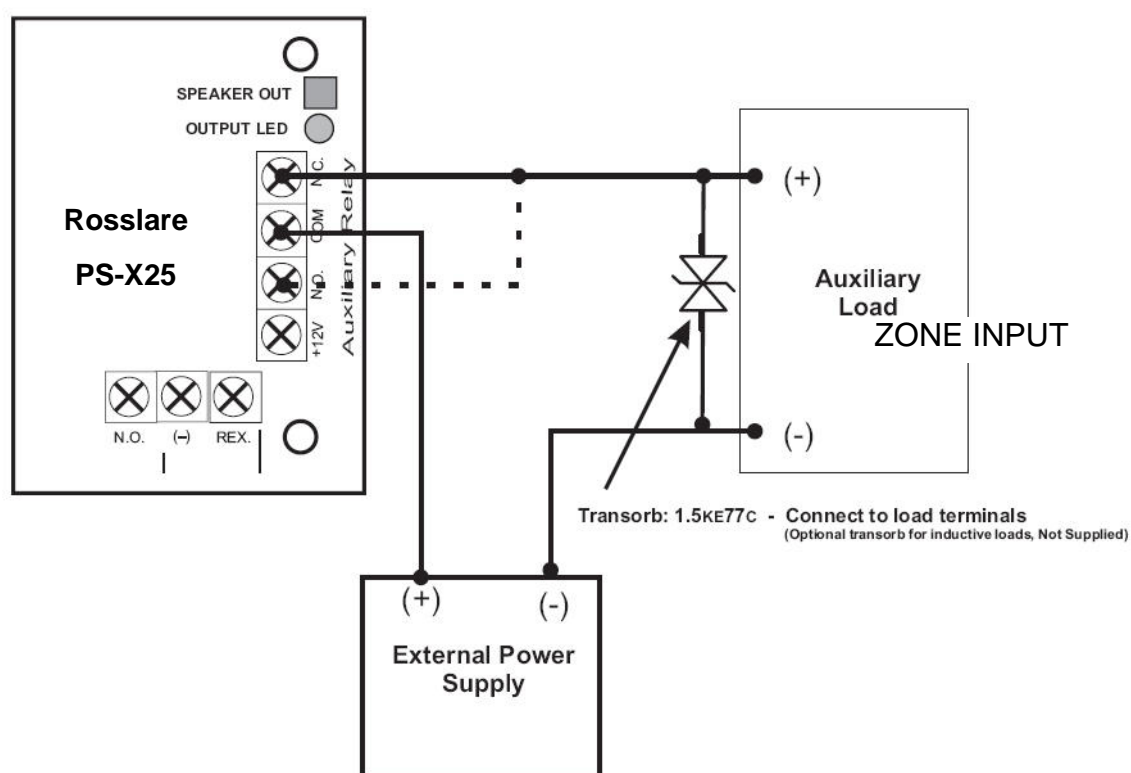 SPEAKER OUT
OUTPUT LED
Rosslare
PS-X25
N.C.
COM
N.O.
+12V
Auxiliary Relay
N.O.
(-)
REX.
(+)
Auxiliary
Load
ZONE INPUT
(-)
Transorb: 1.5KE77C - Connect to load terminals
(Optional transorb for inductive loads, Not Supplied)
(+)
(-)
External Power
Supply